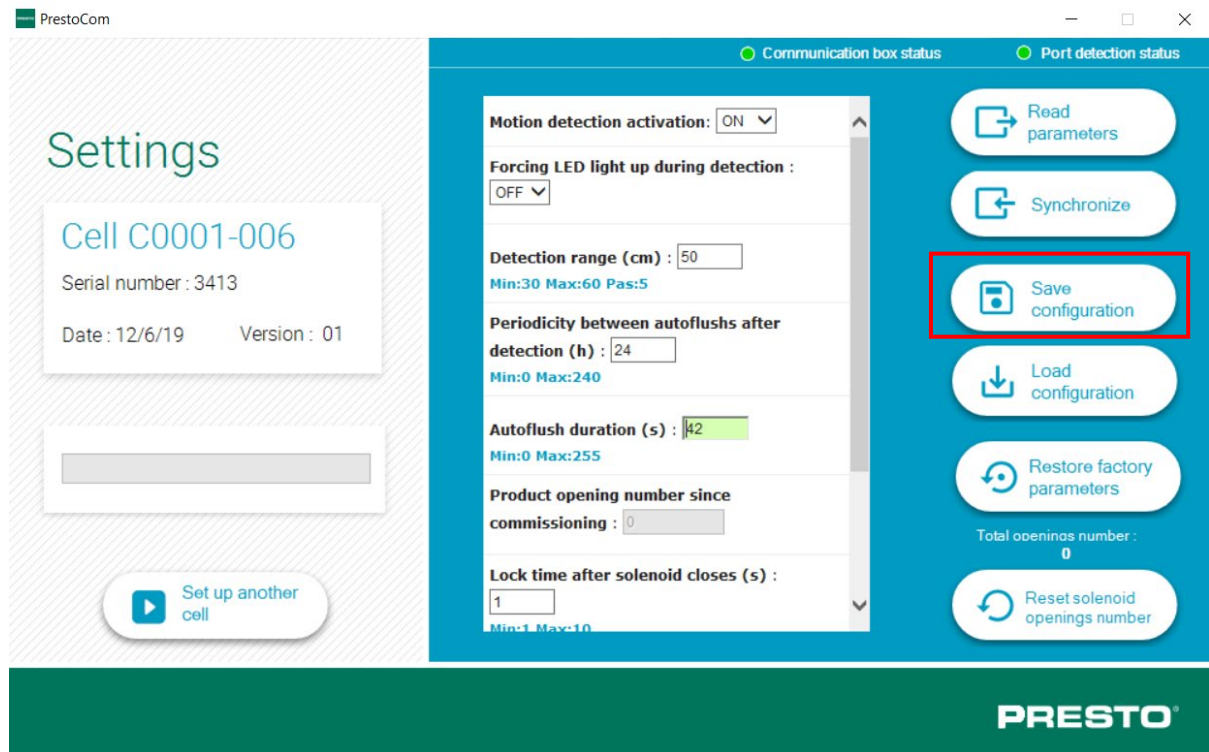 PrestoCom
Communication box status
Port detection status
Settings
Cell C0001-006
Serial number : 3413
Date : 12/6/19
Version : 01
Set up another
cell
Motion detection activation: ON
Forcing LED light up during detection :
OFF
Detection range (cm) : 50
Min:30 Max:60 Pas:5
Periodicity between autoflushs after
detection (h) : 24
Min:0 Max:240
Autoflush duration (s) : 42
Min:0 Max:255
Product opening number since
commissioning : 0
Lock time after solenoid closes (s) :
1
Min:1 Max:10
Read
parameters
Synchronize
Save
configuration
Load
configuration
Restore factory
parameters
Total openings number :
0
Reset solenoid
openings number
PRESTO